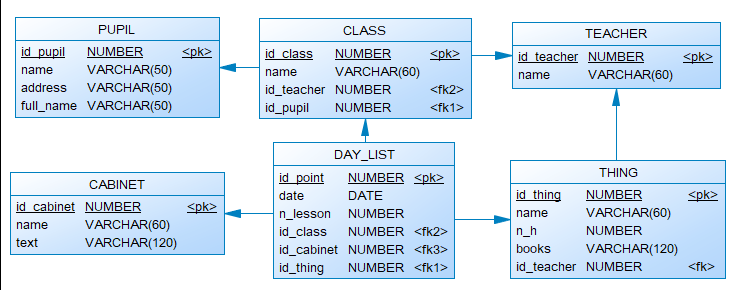 PUPIL
id_pupil NUMBER <pk>
name VARCHAR(50)
address VARCHAR(50)
full_name VARCHAR(50)
CLASS
id_class NUMBER <pk>
name VARCHAR(60)
id_teacher NUMBER <fk2>
id_pupil NUMBER <fk1>
TEACHER
id_teacher NUMBER <pk>
name VARCHAR(60)
CABINET
id_cabinet NUMBER <pk>
name VARCHAR(60)
text VARCHAR(120)
DAY_LIST
id_point NUMBER <pk>
date DATE
n_lesson NUMBER
id_class NUMBER <fk2>
id_cabinet NUMBER <fk3>
id_thing NUMBER <fk1>
THING
id_thing NUMBER <pk>
name VARCHAR(60)
n_h NUMBER
books VARCHAR(120)
id_teacher NUMBER <fk>